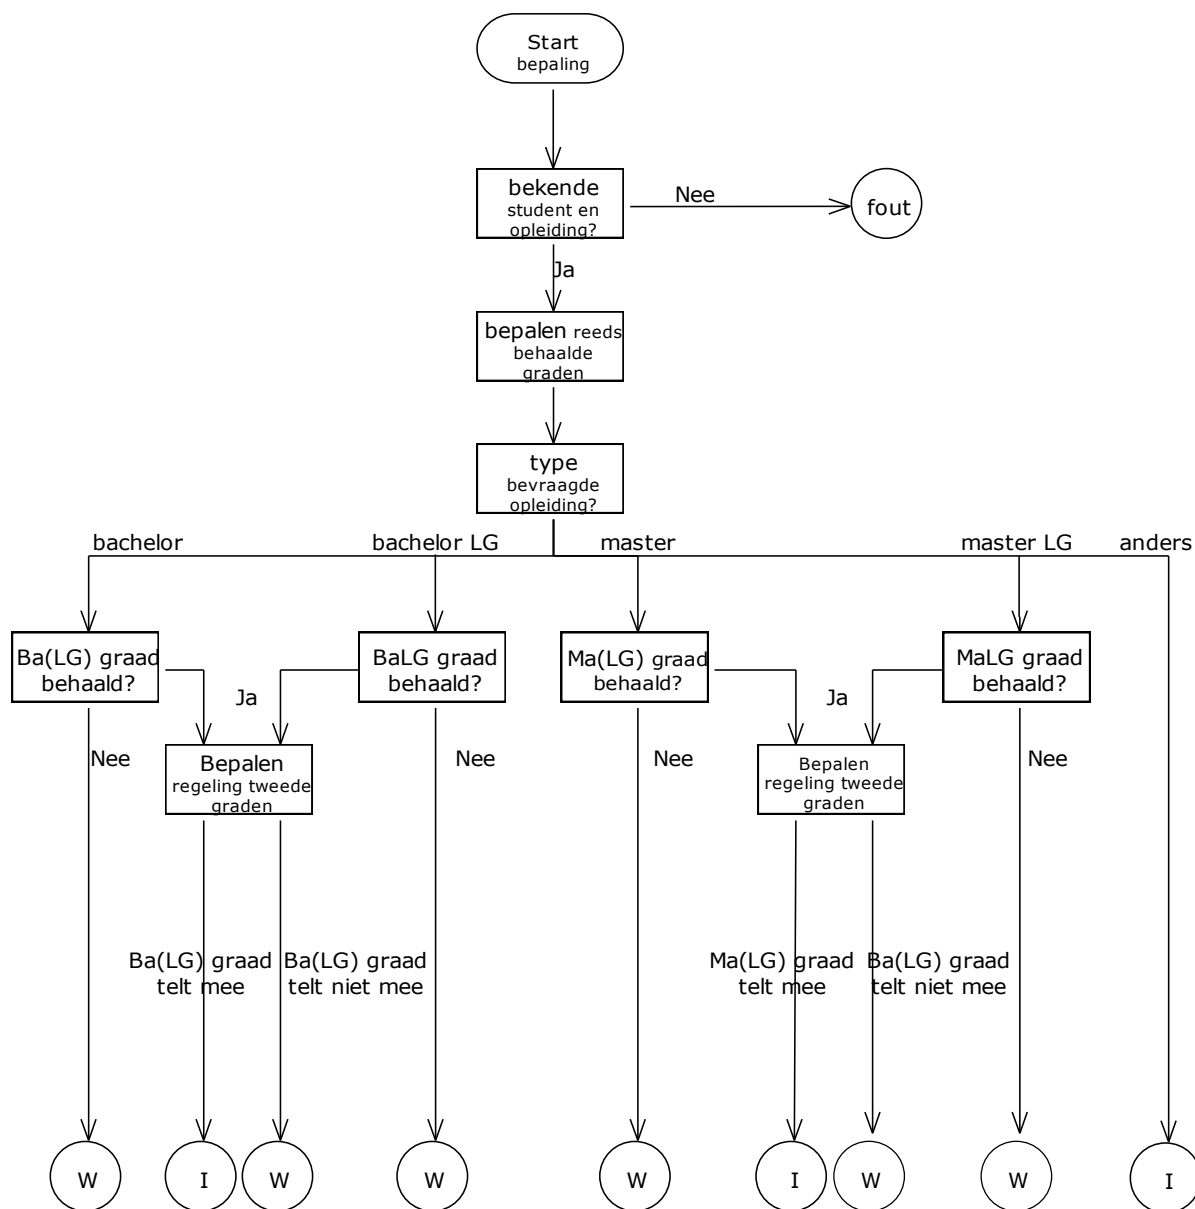 Start
bepaling
bekende
student en
opleiding?
Nee
fout
Ja
bepalen reeds
behaalde
graden
type
bevraagde
opleiding?
bachelor
bachelor LG
master
master LG
anders
Ba(LG) graad
behaald?
BaLG graad
behaald?
Ma(LG) graad
behaald?
MaLG graad
behaald?
Ja
Ja
Nee
Bepalen
regeling tweede
graden
Nee
Nee
Bepalen
regeling tweede
graden
Nee
Ba(LG) graad
telt mee
Ba(LG) graad
telt niet mee
Ma(LG) graad
telt mee
Ba(LG) graad
telt niet mee
W
I
W
W
W
I
W
W
I